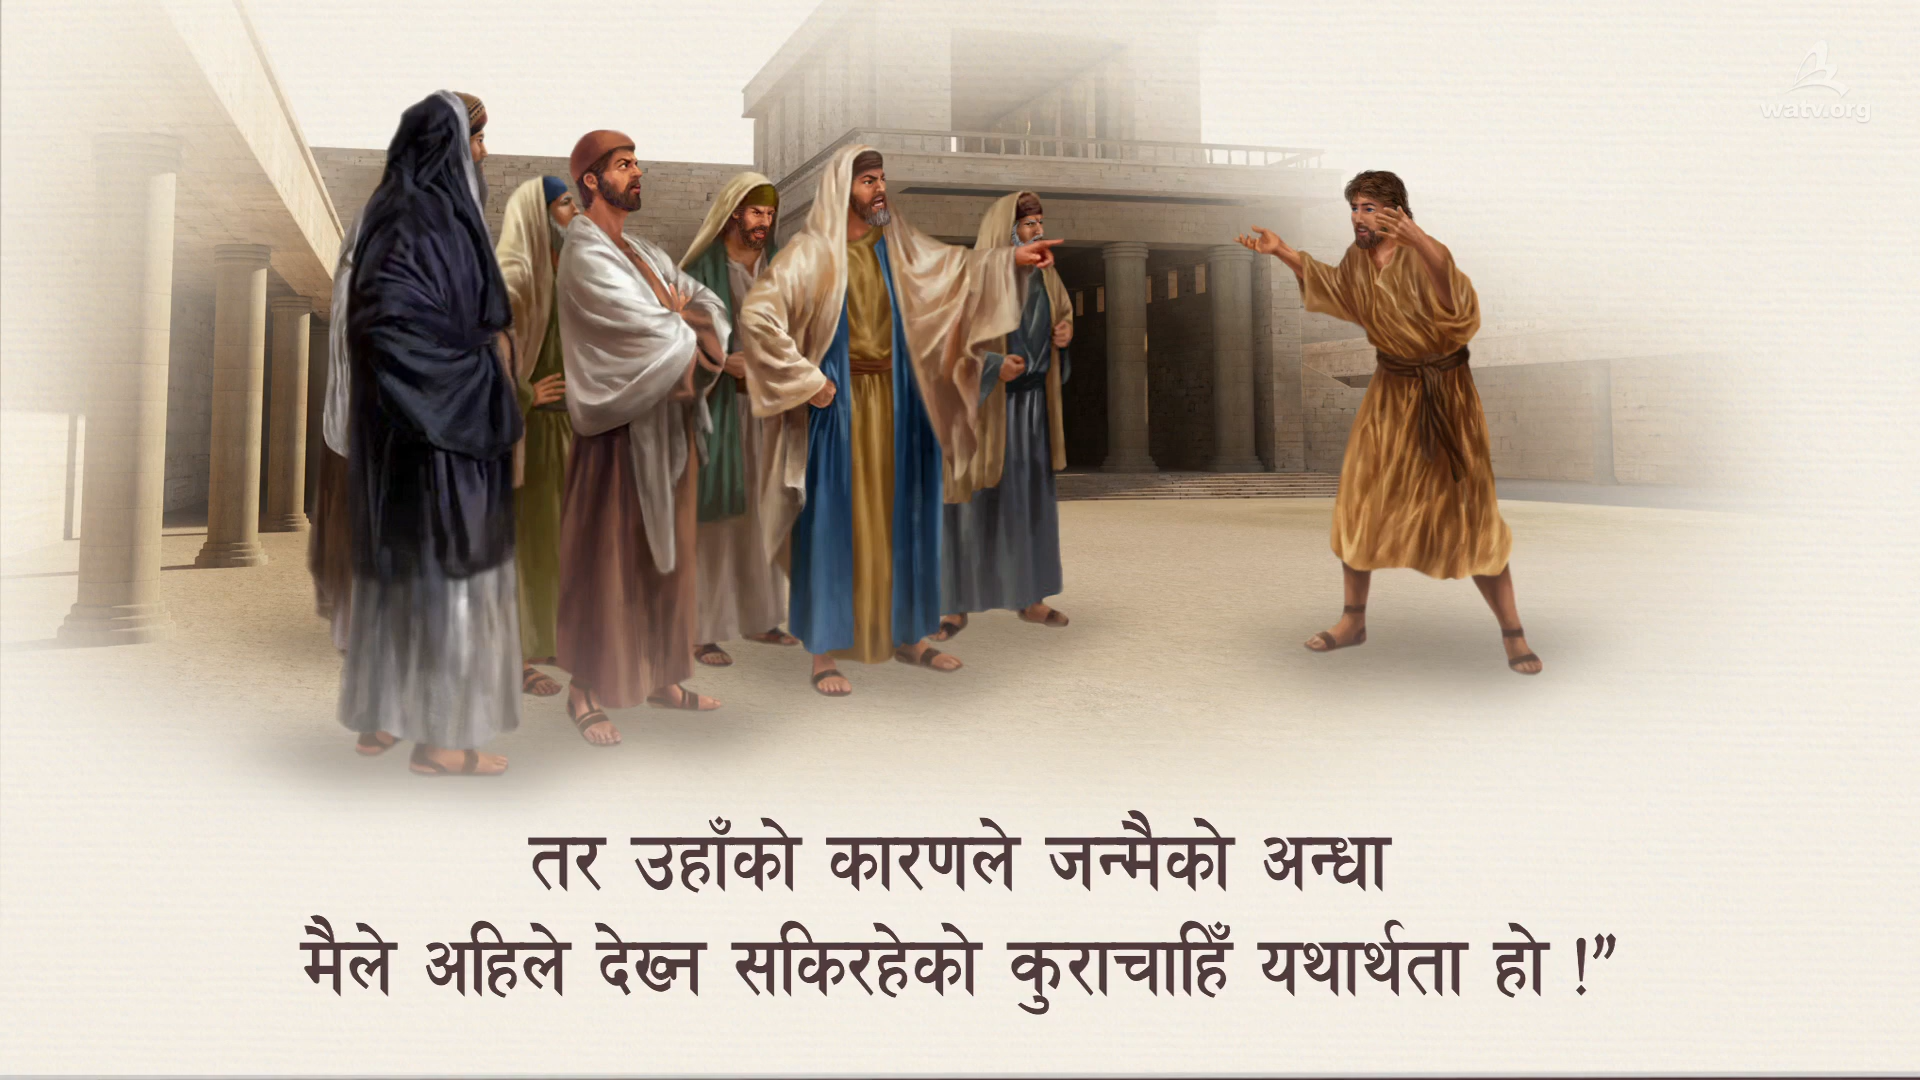 watv.org
तर उहाँको कारणले जन्मैको अन्धा
मैले अहिले देख्न सकिरहेको कुराचाहिँ यथार्थता हो !”